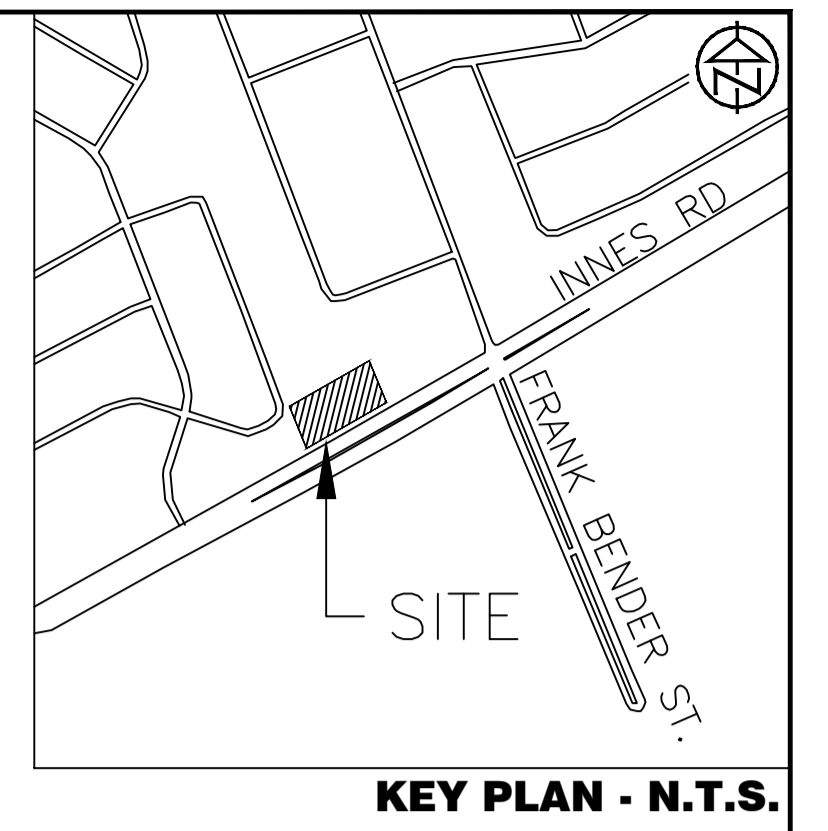 N
INNES RD
FRANK BENDER ST.
SITE
KEY PLAN - N.T.S.